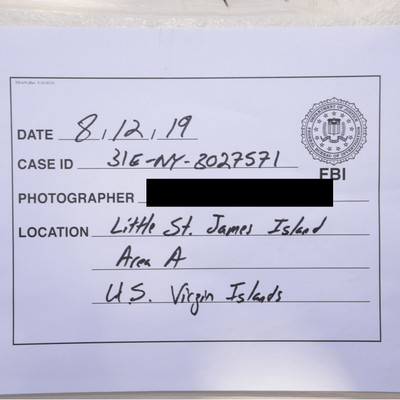 DATE 8, 12, 19
CASE ID 31E-NY-3027571
PHOTOGRAPHER
FBI
LOCATION Little St. James Island
Area A
U.S. Virgin Islands